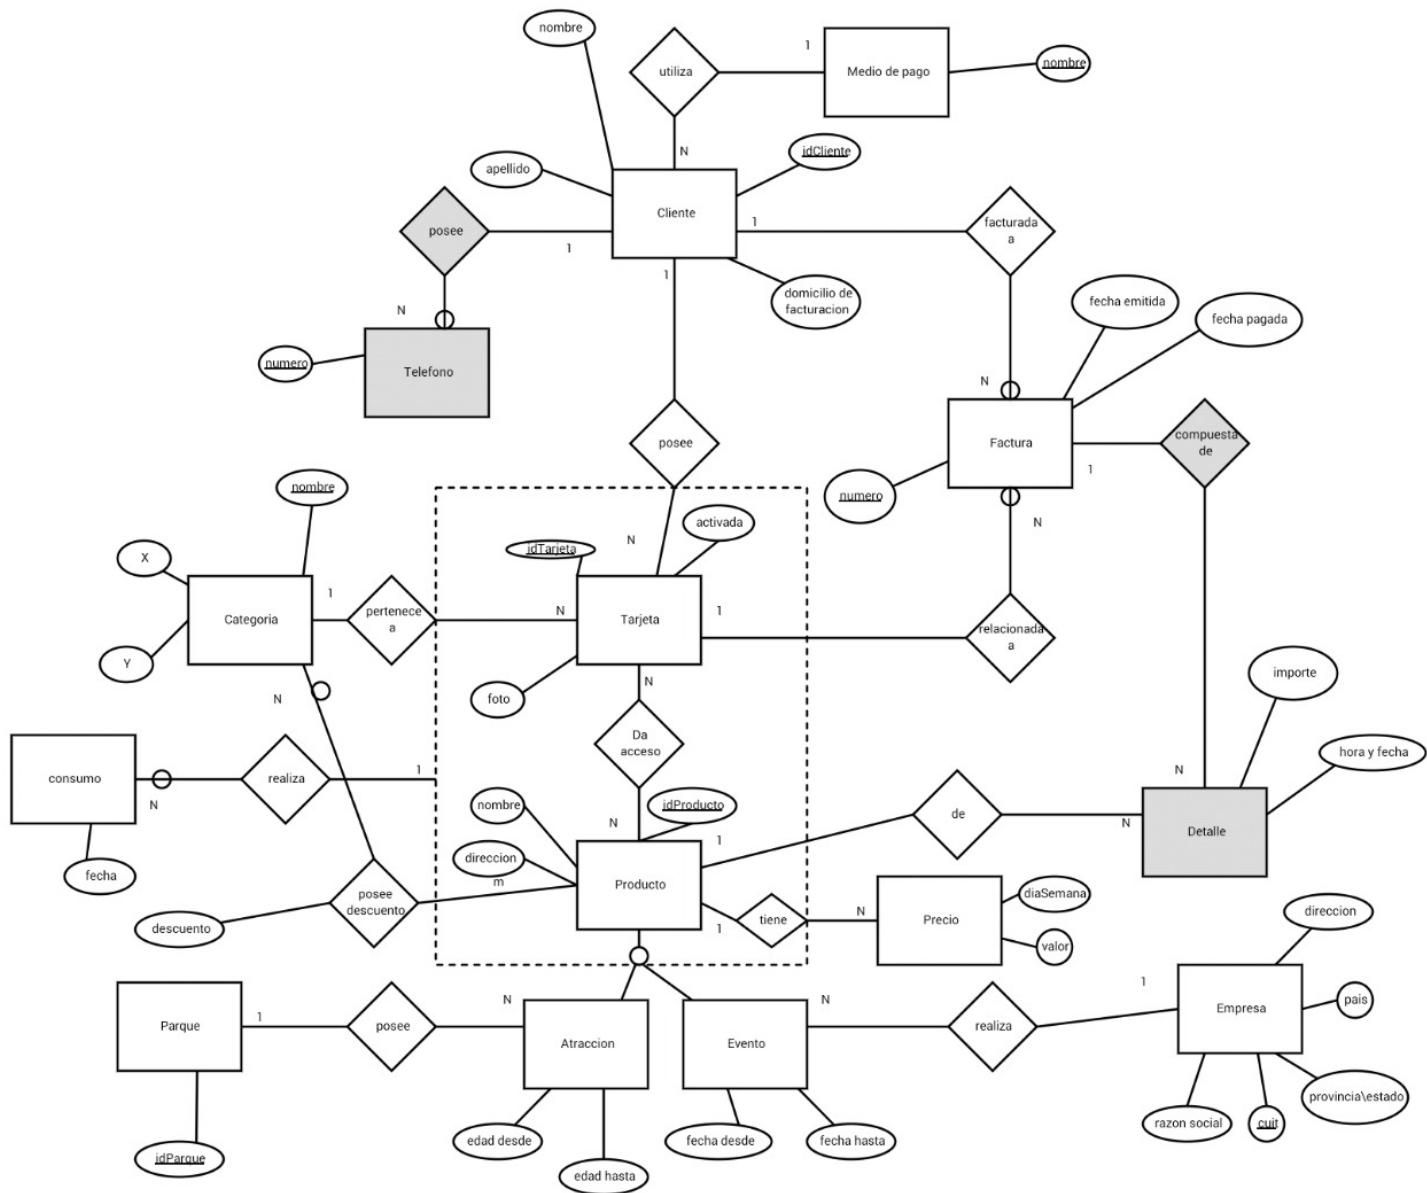 nombre
utiliza
1
Medio de pago
nombre
N
idCliente
apellido
Cliente
posee
1
1
facturada
a
1
domicilio de
facturacion
fecha emitida
fecha pagada
N
numero
Telefono
N
Factura
compuesta
de
1
posee
numero
nombre
N
activada
N
idTarjeta
X
Categoria
1
pertenece
a
N
Tarjeta
1
relacionada
a
Y
foto
N
N
importe
consumo
N
realiza
1
Da
acceso
N
hora y fecha
nombre
idProducto
N
1
de
N
Detalle
fecha
direccion
m
Producto
posee
descuento
descuento
1
tiene
N
Precio
diaSemana
valor
direccion
Parque
1
posee
N
Atraccion
Evento
N
realiza
1
Empresa
pais
provincia\estado
razon social
cuit
idParque
edad desde
edad hasta
fecha desde
fecha hasta